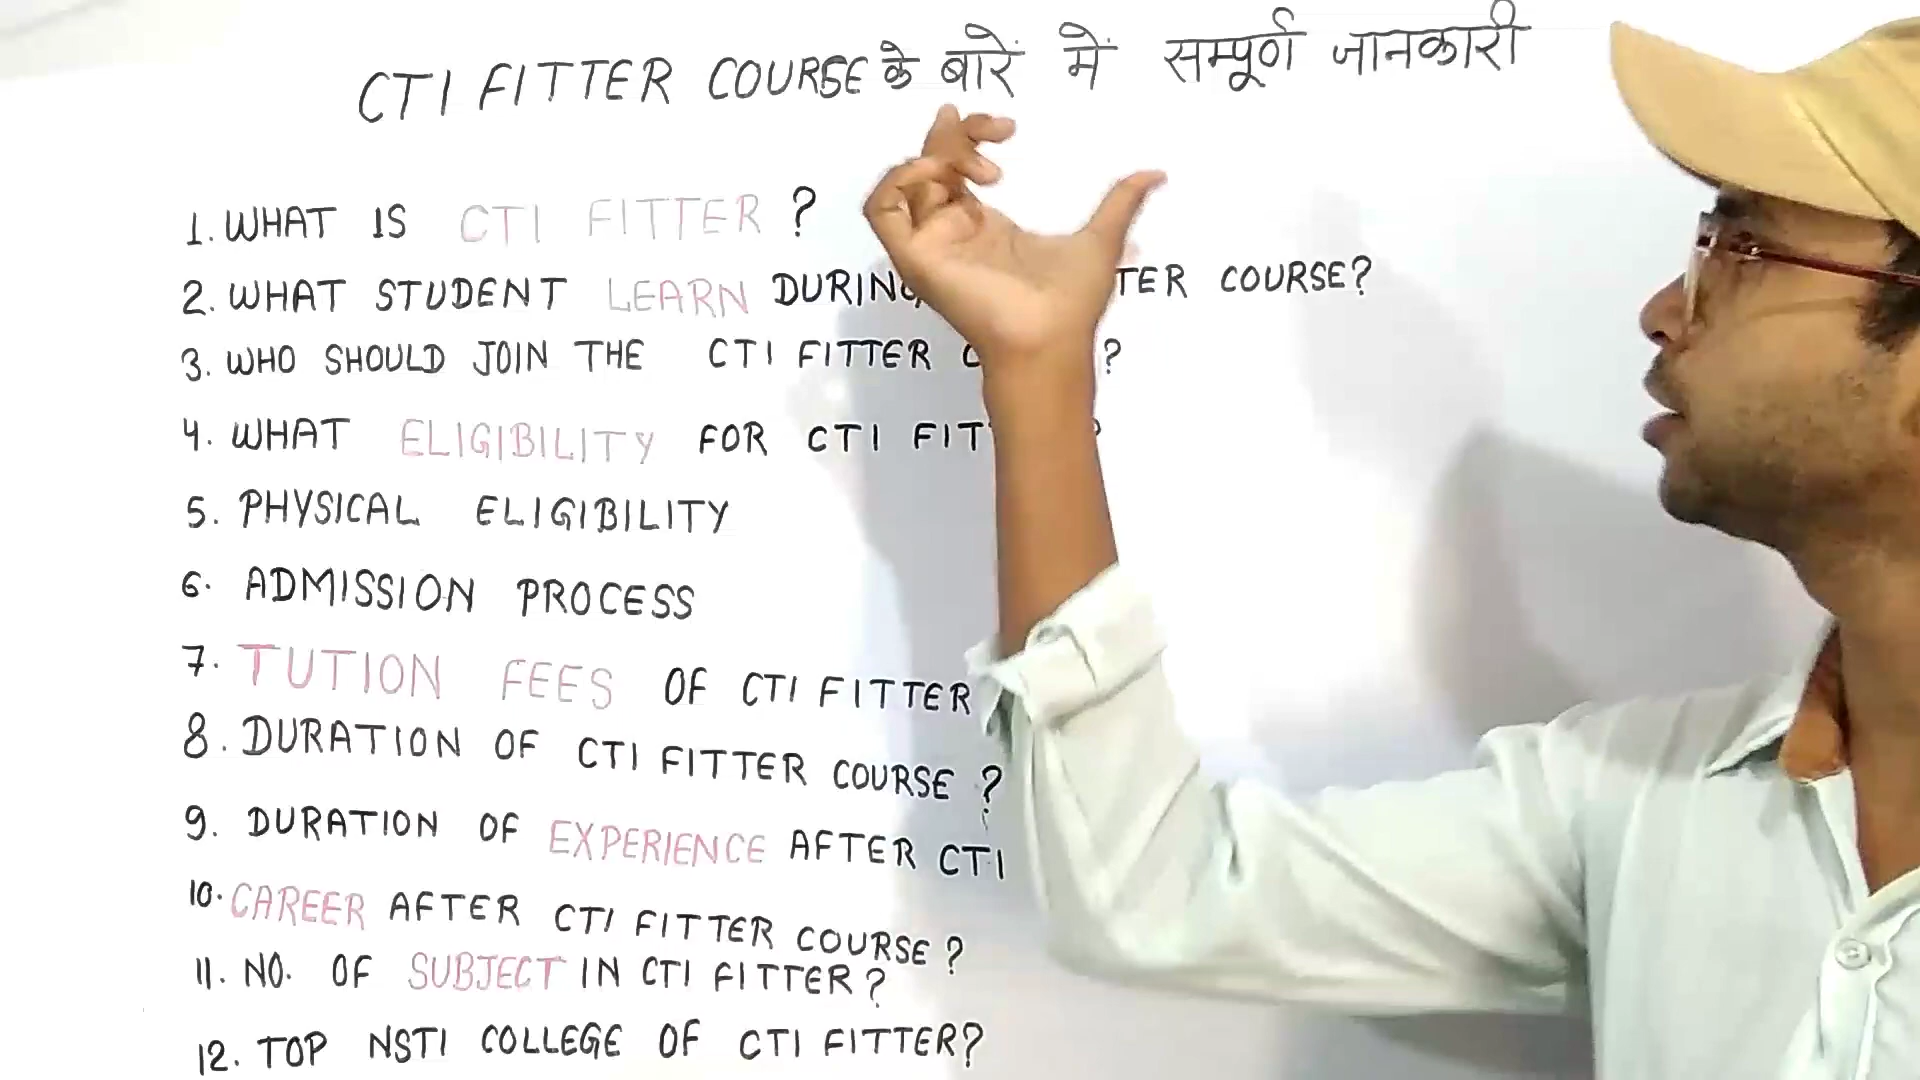 CTI FITTER COURSE के बारें में सम्पूर्ण जानकारी
1. WHAT IS CTI FITTER ?
2. WHAT STUDENT LEARN DURING TER COURSE?
3. WHO SHOULD JOIN THE CTI FITTER C ?
4. WHAT ELIGIBILITY FOR CTI FIT ?
5. PHYSICAL ELIGIBILITY
6. ADMISSION PROCESS
7. TUTION FEES OF CTI FITTER
8. DURATION OF CTI FITTER COURSE ?
9. DURATION OF EXPERIENCE AFTER CTI
10. CAREER AFTER CTI FITTER COURSE ?
11. NO. OF SUBJECT IN CTI FITTER?
12. TOP NSTI COLLEGE OF CTI FITTER?